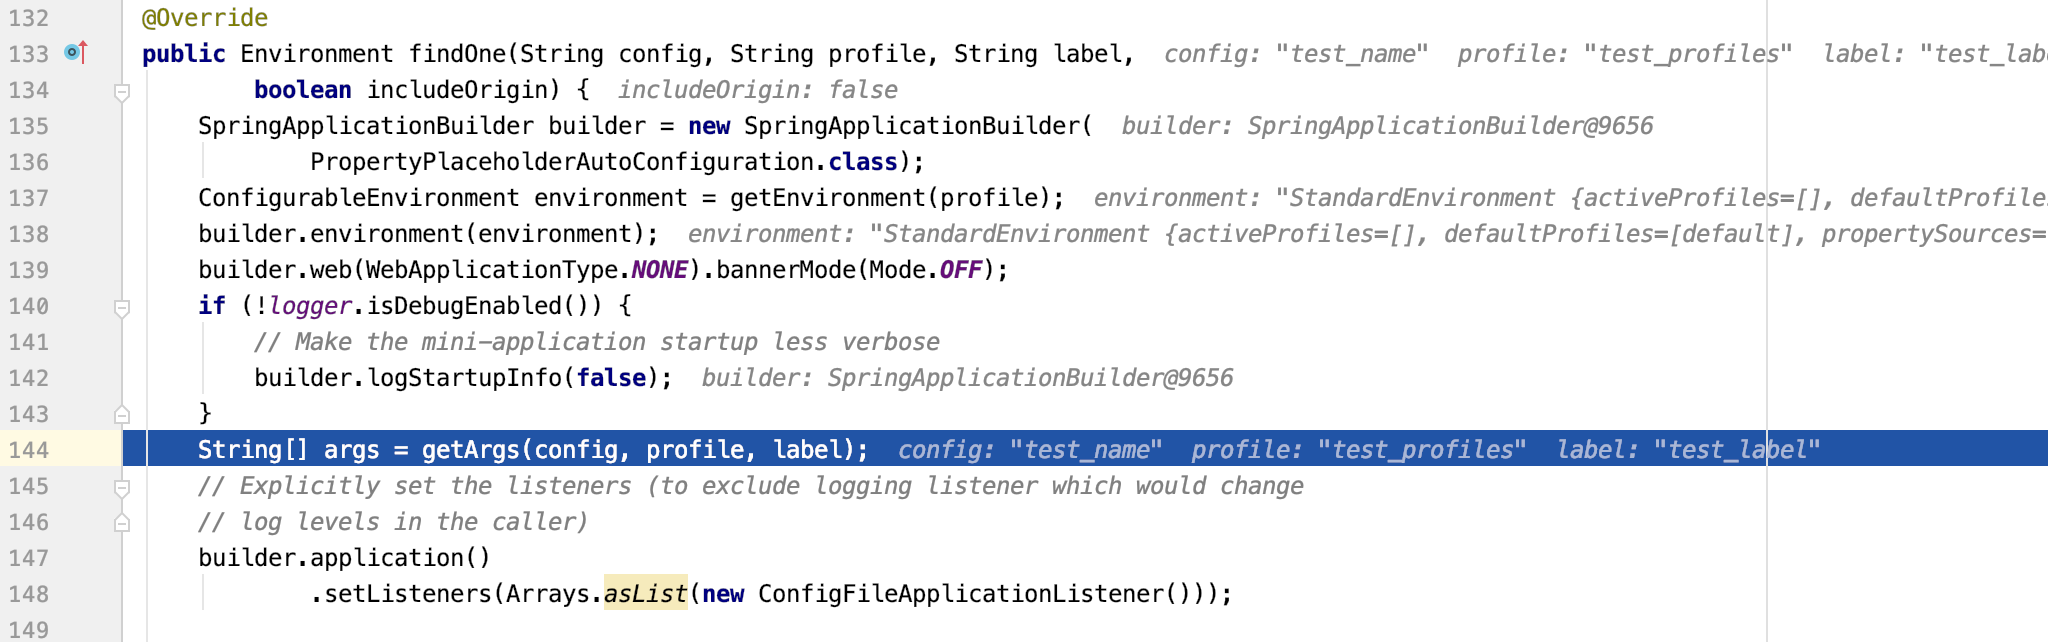 132 @Override
133 public Environment findOne(String config, String profile, String label, config: "test_name" profile: "test_profiles" label: "test_lab
134 boolean includeOrigin) { includeOrigin: false
135 SpringApplicationBuilder builder = new SpringApplicationBuilder( builder: SpringApplicationBuilder@9656
136 PropertyPlaceholderAutoConfiguration.class);
137 ConfigurableEnvironment environment = getEnvironment(profile); environment: "StandardEnvironment {activeProfiles=[], defaultProfile
138 builder.environment(environment); environment: "StandardEnvironment {activeProfiles=[], defaultProfiles=[default], propertySources=
139 builder.web(WebApplicationType.NONE).bannerMode(Mode.OFF);
140 if (!logger.isDebugEnabled()) {
141 // Make the mini-application startup less verbose
142 builder.logStartupInfo(false); builder: SpringApplicationBuilder@9656
143 }
144 String[] args = getArgs(config, profile, label); config: "test_name" profile: "test_profiles" label: "test_label"
145 // Explicitly set the listeners (to exclude logging listener which would change
146 // log levels in the caller)
147 builder.application()
148 .setListeners(Arrays.asList(new ConfigFileApplicationListener()));
149